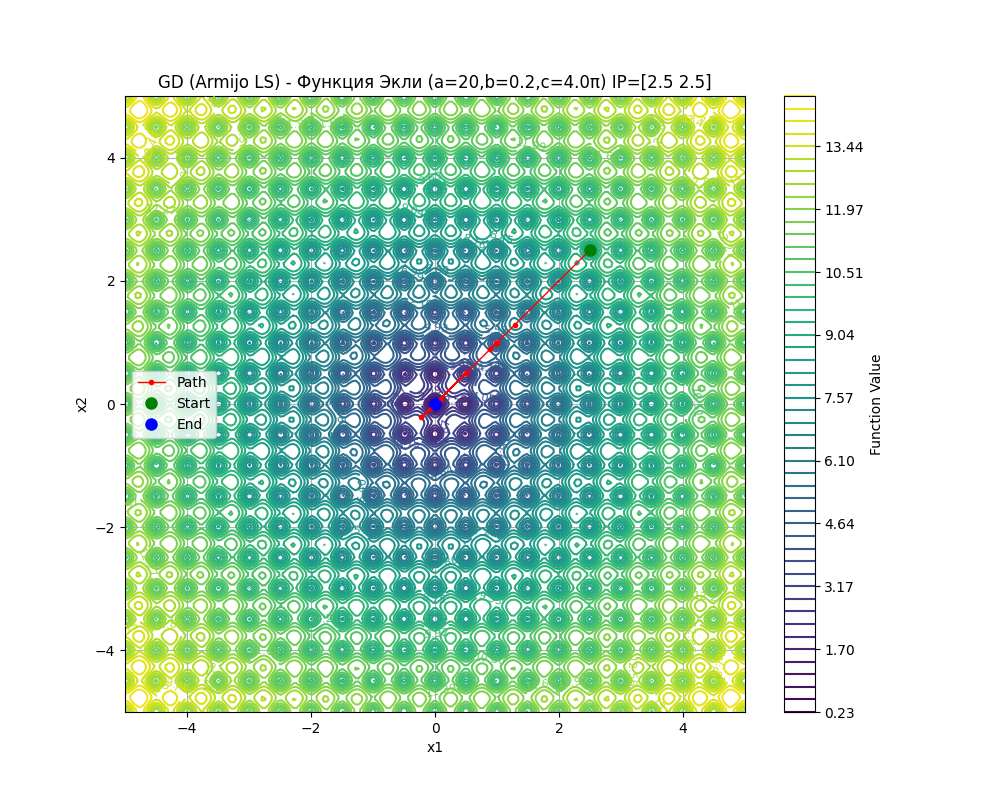 GD (Armijo LS) - Функция Экли (a=20,b=0.2,c=4.0π) IP=[2.5 2.5]
4
2
0
−2
−4
x2
−4
−2
0
2
4
x1
Path
Start
End
13.44
11.97
10.51
9.04
7.57
6.10
4.64
3.17
1.70
0.23
Function Value